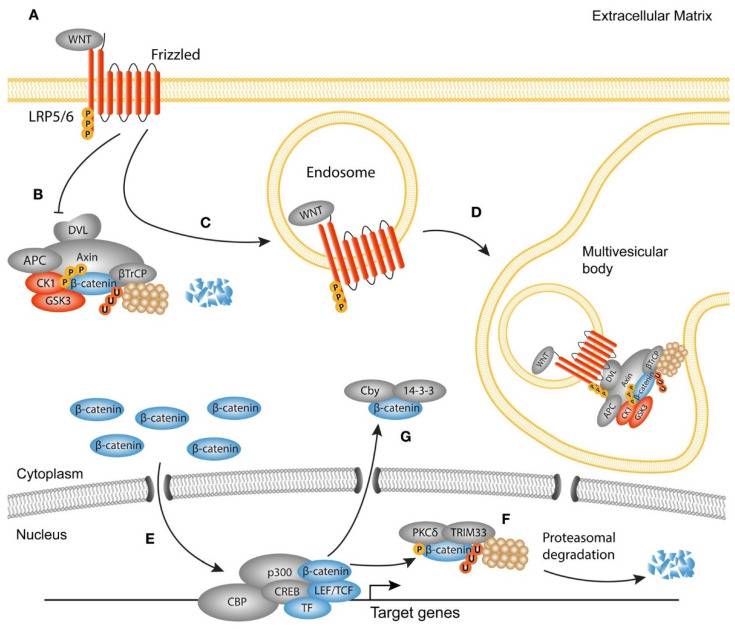 A
Extracellular Matrix
WNT
Frizzled
LRP5/6
P
P
P
B
DVL
APC
Axin
P
P
P
βTrCP
CK1
β-catenin
GSK3
U
U
U
C
Endosome
WNT
P
P
P
D
Multivesicular
body
WNT
DVL
Axin
βTrCP
β-catenin
APC
CK1
GSK3
P
P
P
P
P
U
U
U
Cby
14-3-3
β-catenin
G
β-catenin
β-catenin
β-catenin
β-catenin
β-catenin
Cytoplasm
Nucleus
E
F
PKCδ
TRIM33
P
β-catenin
U
U
U
Proteasomal
degradation
p300
β-catenin
CREB
LEF/TCF
CBP
TF
Target genes